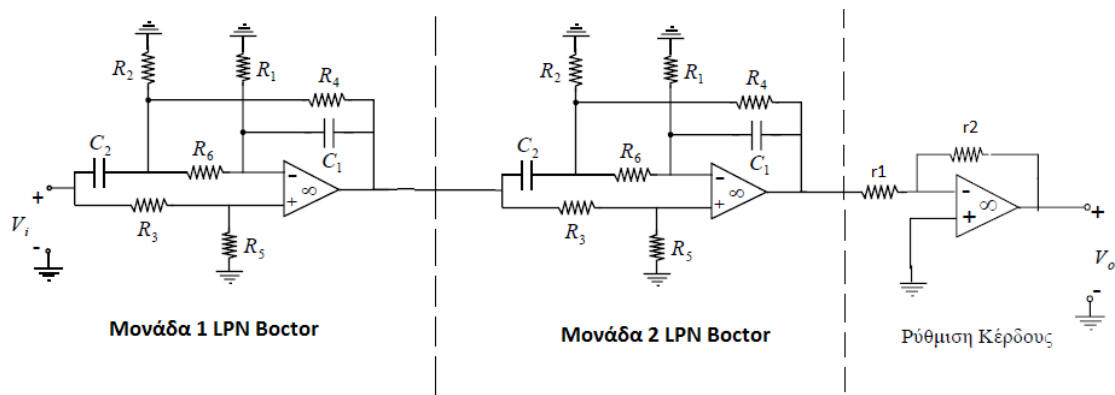 R2
R1
R4
C2
R6
C1
-
∞
+
+
Vi
-
R3
R5
Μονάδα 1 LPN Boctor
R2
R1
R4
C2
R6
C1
-
∞
+
R3
R5
Μονάδα 2 LPN Boctor
r2
r1
-
∞
+
+
Vo
-
Ρύθμιση Κέρδους